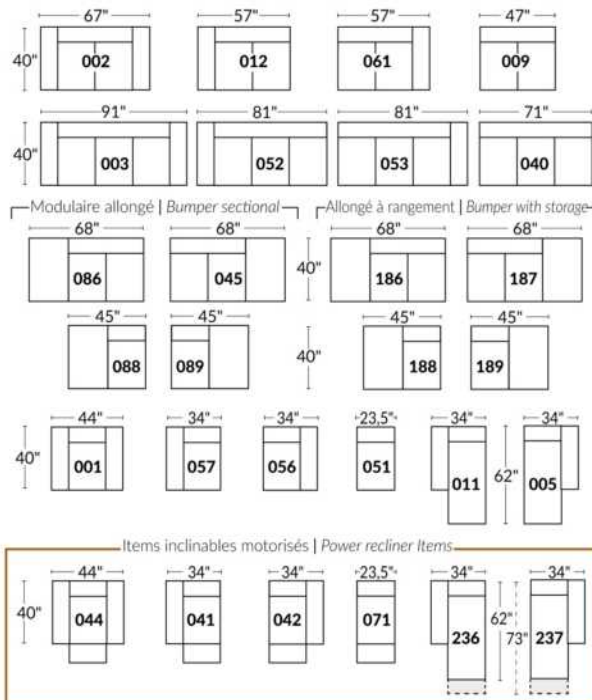 67" 57" 57" 47"
40" 002 012 061 009
91" 81" 81" 71"
40" 003 052 053 040
Modulaire allongé | Bumper sectional Allongé à rangement | Bumper with storage
68" 68" 68" 68"
086 045 40" 186 187
45" 45" 45" 45"
088 089 40" 188 189
44" 34" 34" 23,5" 34" 34"
40" 001 057 056 051 011 62" 005
Items inclinables motorisés | Power recliner Items
44" 34" 34" 23,5" 34" 34"
40" 044 041 042 071 236 62" 73" 237